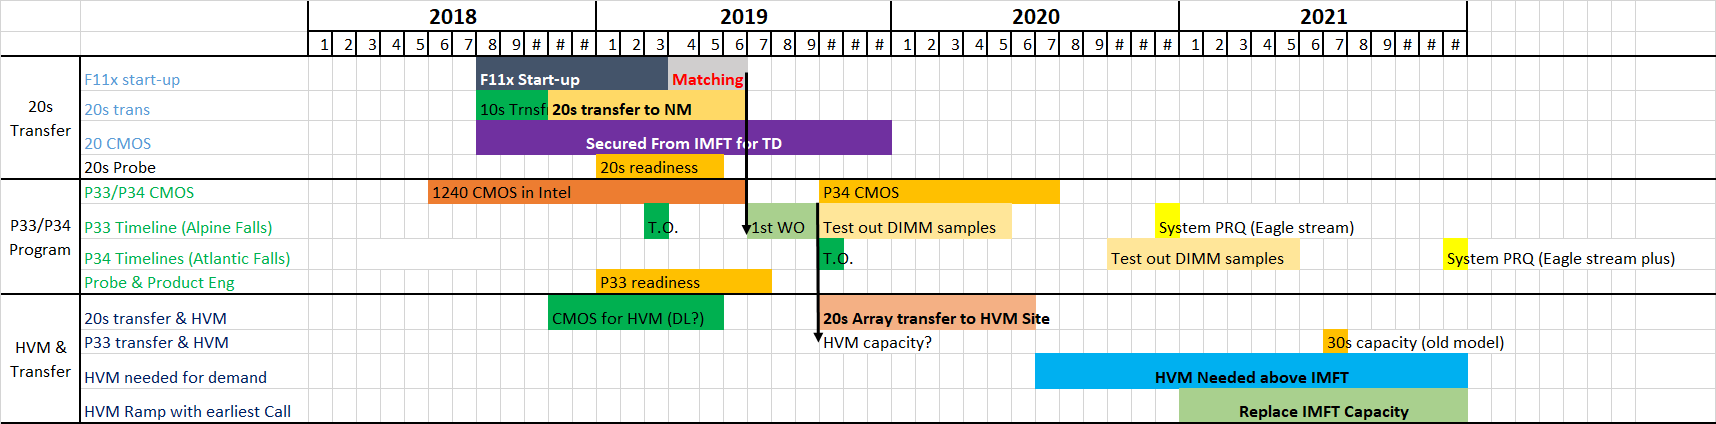 2018 2019 2020 2021
1 2 3 4 5 6 7 8 9 # # # 1 2 3 4 5 6 7 8 9 # # # 1 2 3 4 5 6 7 8 9 # # # 1 2 3 4 5 6 7 8 9 # # #
20s
Transfer
F11x start-up F11x Start-up Matching
20s trans 10s Trnsf 20s transfer to NM
20 CMOS Secured From IMFT for TD
20s Probe 20s readiness
P33/P34
Program
P33/P34 CMOS 1240 CMOS in Intel P34 CMOS
P33 Timeline (Alpine Falls) T.O. 1st WO Test out DIMM samples System PRQ (Eagle stream)
P34 Timelines (Atlantic Falls) T.O. Test out DIMM samples System PRQ (Eagle stream plus)
Probe & Product Eng P33 readiness
HVM &
Transfer
20s transfer & HVM CMOS for HVM (DL?) 20s Array transfer to HVM Site
P33 transfer & HVM HVM capacity? 30s capacity (old model)
HVM needed for demand HVM Needed above IMFT
HVM Ramp with earliest Call Replace IMFT Capacity